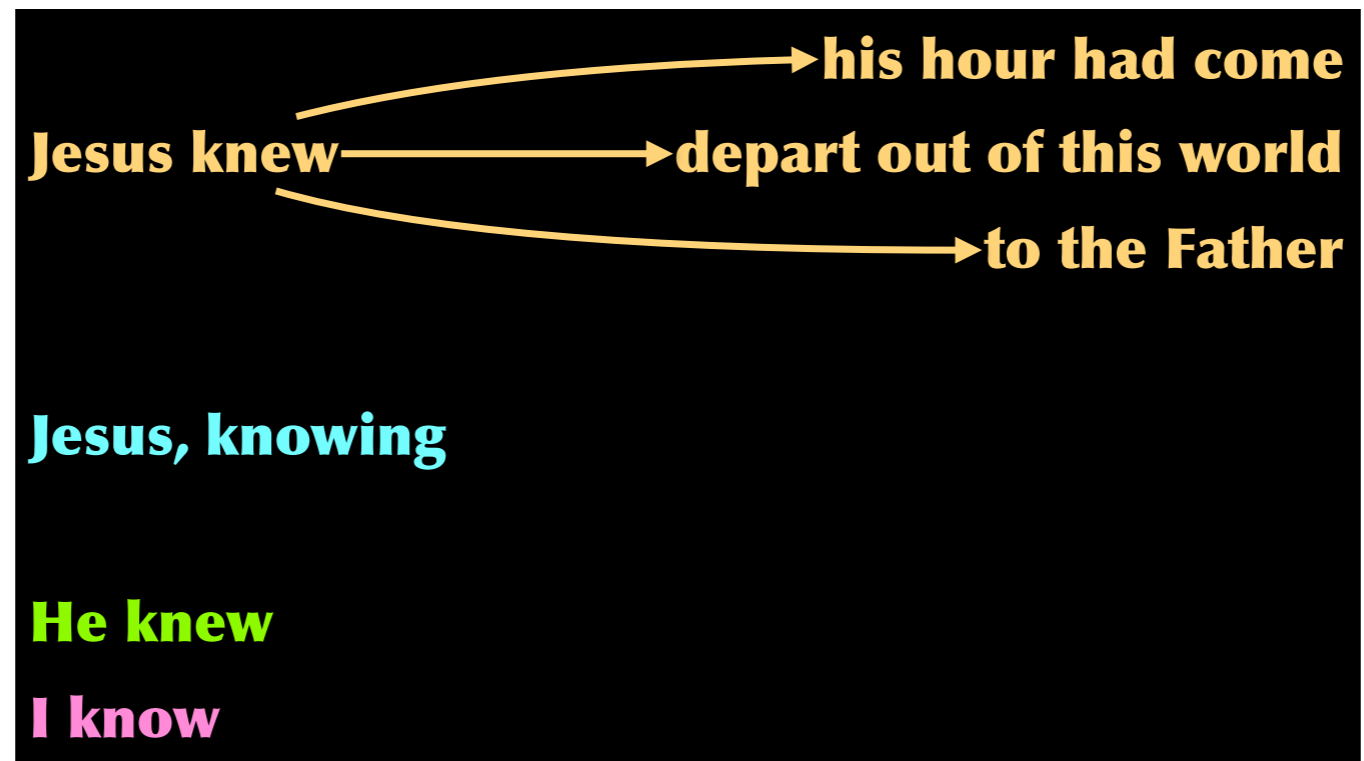 his hour had come
Jesus knew depart out of this world
to the Father
Jesus, knowing
He knew
I know